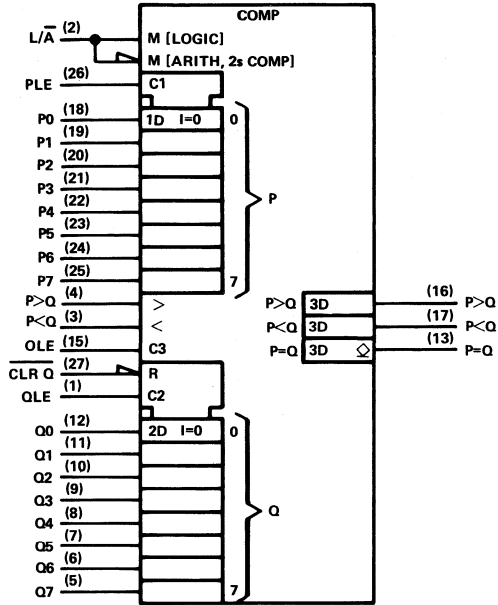 COMP
L/A̅ (2) M [LOGIC]
M [ARITH, 2s COMP]
PLE (26) C1
P0 (18) 1D I=0 0
P1 (19)
P2 (20)
P3 (21)
P4 (22) P
P5 (23)
P6 (24)
P7 (25) 7
P>Q (4) > P>Q 3D (16) P>Q
P<Q (3) < P<Q 3D (17) P<Q
OLE (15) C3 P=Q 3D ◇ (13) P=Q
C̅L̅R̅ ̅Q̅ (27) R
QLE (1) C2
Q0 (12) 2D I=0 0
Q1 (11)
Q2 (10)
Q3 (9)
Q4 (8) Q
Q5 (7)
Q6 (6)
Q7 (5) 7